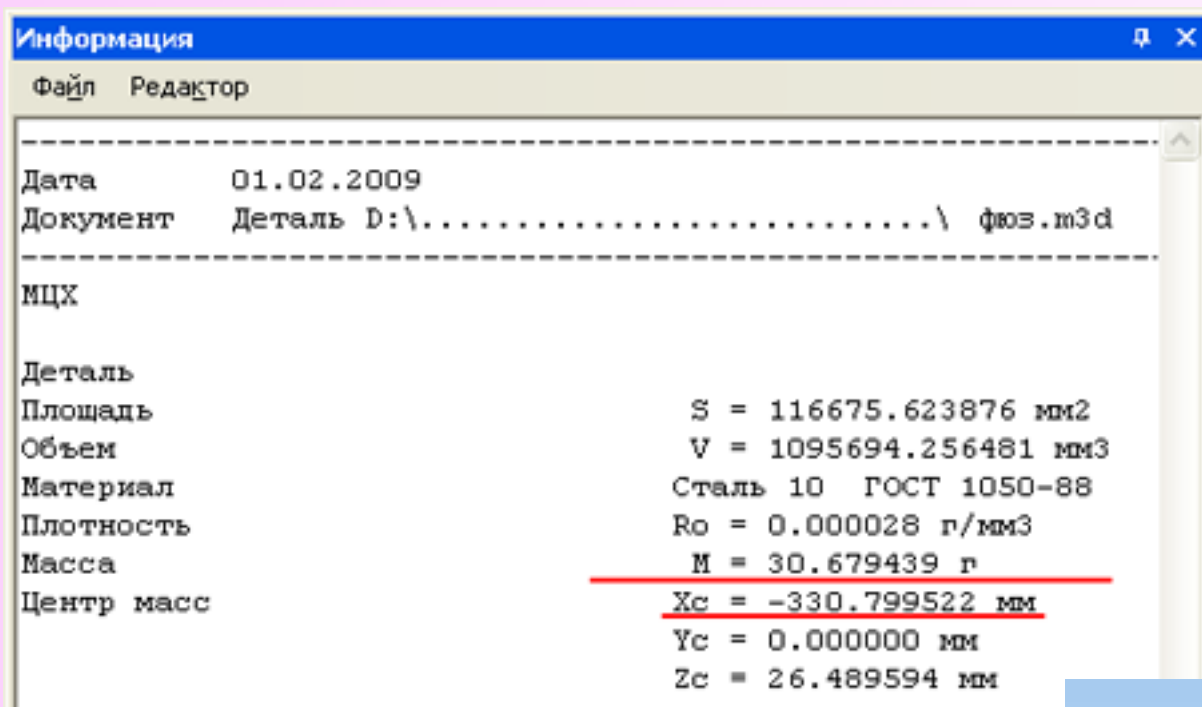 Информация
Файл Редактор
-----------------------------------------------------------
Дата 01.02.2009
Документ Деталь D:\............................\ фюз.m3d
-----------------------------------------------------------
МЦХ
Деталь
Площадь S = 116675.623876 мм2
Объем V = 1095694.256481 мм3
Материал Сталь 10 ГОСТ 1050-88
Плотность Ro = 0.000028 г/мм3
Масса M = 30.679439 г
Центр масс Xc = -330.799522 мм
Yc = 0.000000 мм
Zc = 26.489594 мм